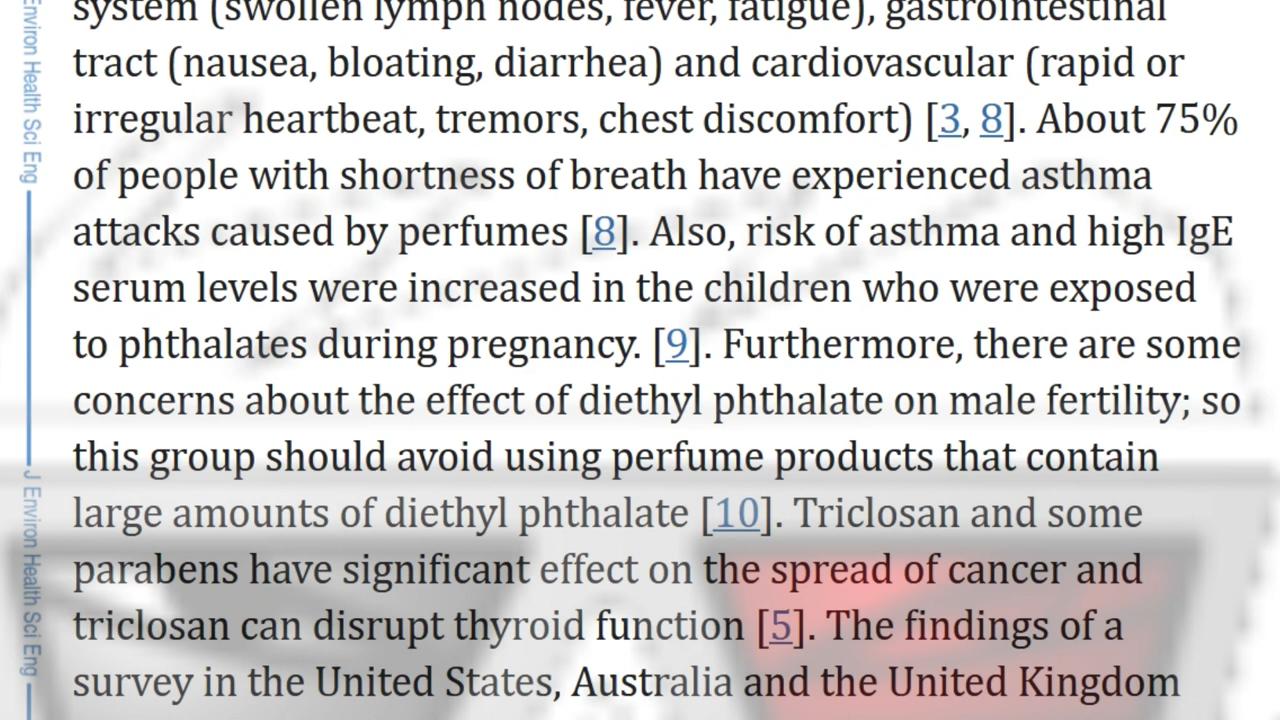 system (swollen lymph nodes, fever, fatigue), gastrointestinal
tract (nausea, bloating, diarrhea) and cardiovascular (rapid or
irregular heartbeat, tremors, chest discomfort) [3, 8]. About 75%
of people with shortness of breath have experienced asthma
attacks caused by perfumes [8]. Also, risk of asthma and high IgE
serum levels were increased in the children who were exposed
to phthalates during pregnancy. [9]. Furthermore, there are some
concerns about the effect of diethyl phthalate on male fertility; so
this group should avoid using perfume products that contain
large amounts of diethyl phthalate [10]. Triclosan and some
parabens have significant effect on the spread of cancer and
triclosan can disrupt thyroid function [5]. The findings of a
survey in the United States, Australia and the United Kingdom
Environ Health Sci Eng
J Environ Health Sci Eng